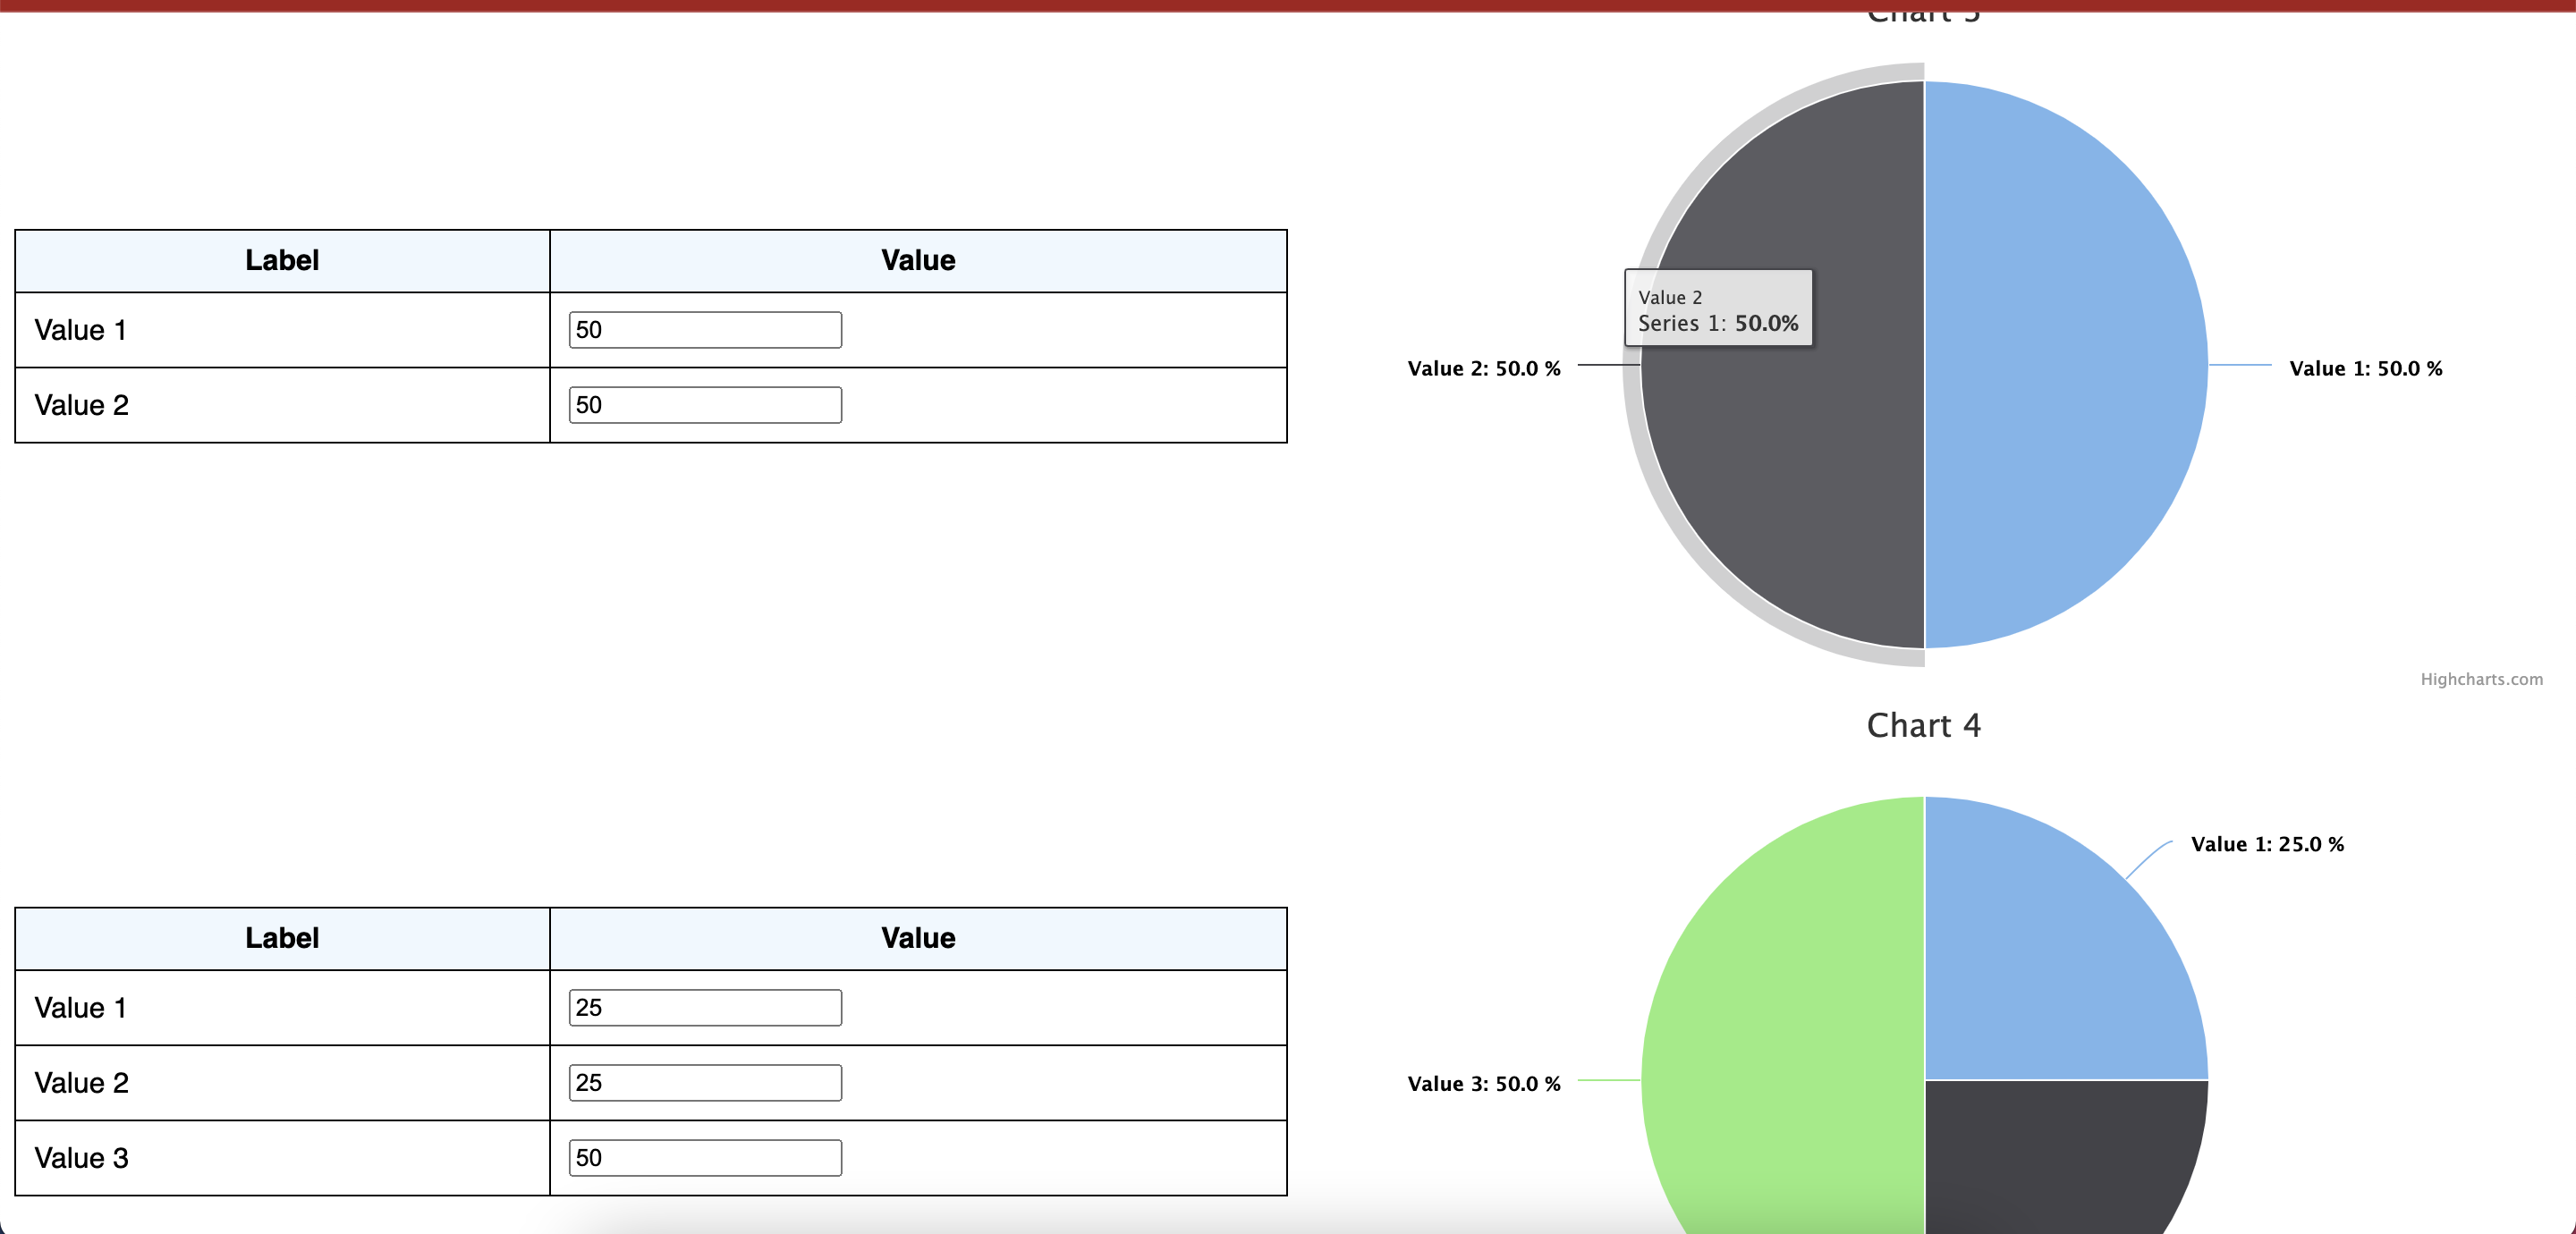 Label Value
Value 1 50
Value 2 50
Value 2
Series 1: 50.0%
Value 2: 50.0 %
Value 1: 50.0 %
Highcharts.com
Chart 4
Label Value
Value 1 25
Value 2 25
Value 3 50
Value 1: 25.0 %
Value 3: 50.0 %